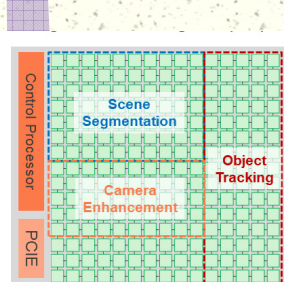 Control Processor
PCIE
Scene
Segmentation
Camera
Enhancement
Object
Tracking